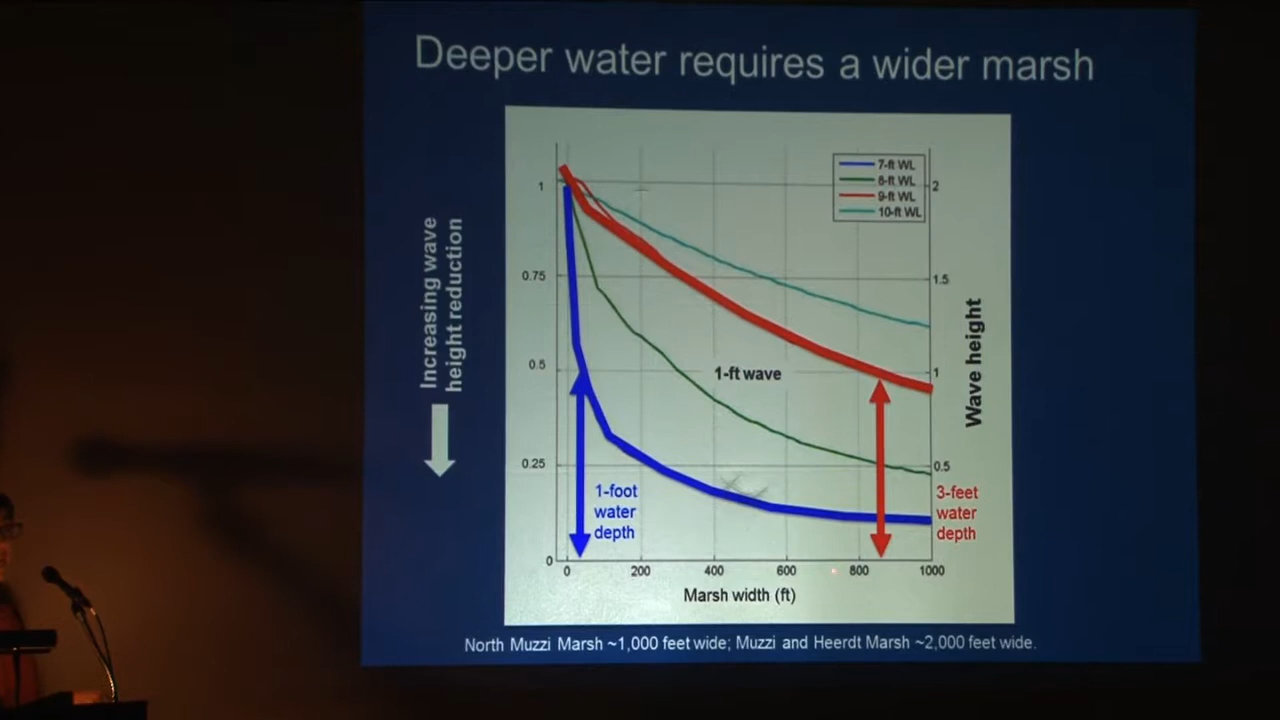 Deeper water requires a wider marsh
7-ft WL
8-ft WL
9-ft WL
10-ft WL
1
0.75
0.5
0.25
0
2
1.5
1
0.5
Increasing wave
height reduction
1-ft wave
Wave height
1-foot
water
depth
3-feet
water
depth
0 200 400 600 800 1000
Marsh width (ft)
North Muzzi Marsh ~1,000 feet wide; Muzzi and Heerdt Marsh ~2,000 feet wide.